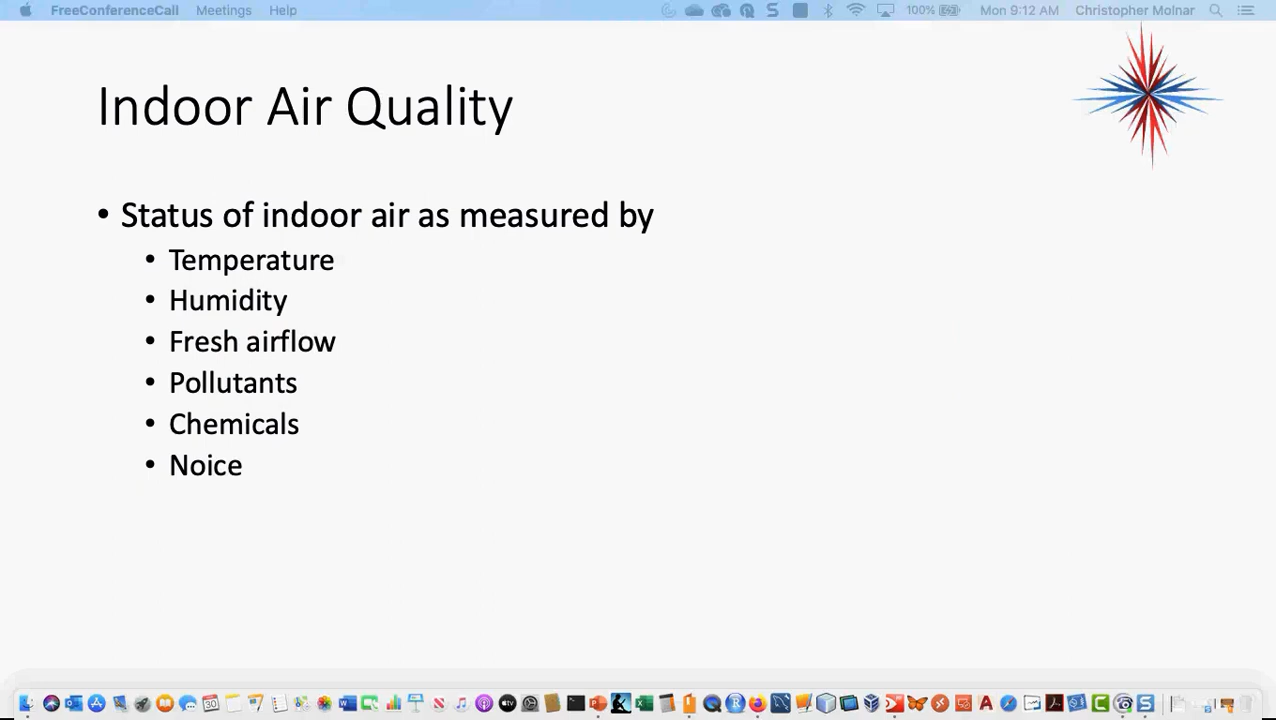 FreeConferenceCall Meetings Help 100% Mon 9:12 AM Christopher Molnar
Indoor Air Quality
• Status of indoor air as measured by
• Temperature
• Humidity
• Fresh airflow
• Pollutants
• Chemicals
• Noice
30